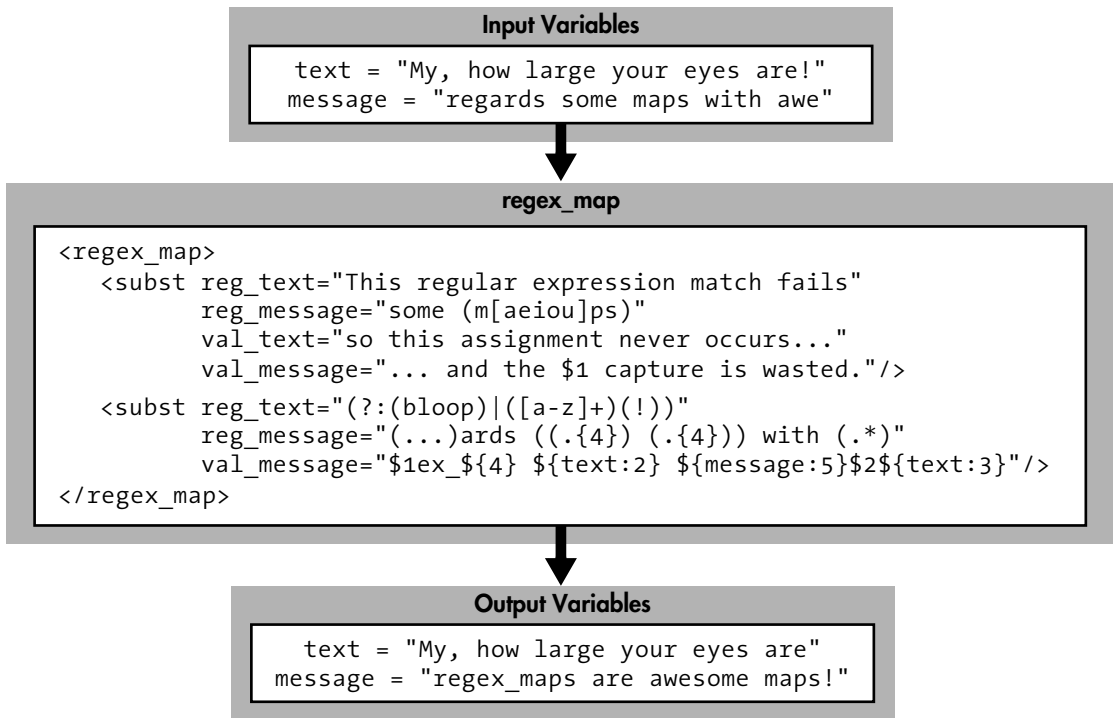 Input Variables
text = "My, how large your eyes are!"
message = "regards some maps with awe"
regex_map
<regex_map>
<subst reg_text="This regular expression match fails"
reg_message="some (m[aeiou]ps)"
val_text="so this assignment never occurs..."
val_message="... and the $1 capture is wasted."/>
<subst reg_text="(?:(bloop)|([a-z]+)(!))"
reg_message="(...)ards ((.{4}) (.{4})) with (.*)"
val_message="$1ex_${4} ${text:2} ${message:5}$2${text:3}"/>
</regex_map>
Output Variables
text = "My, how large your eyes are"
message = "regex_maps are awesome maps!"